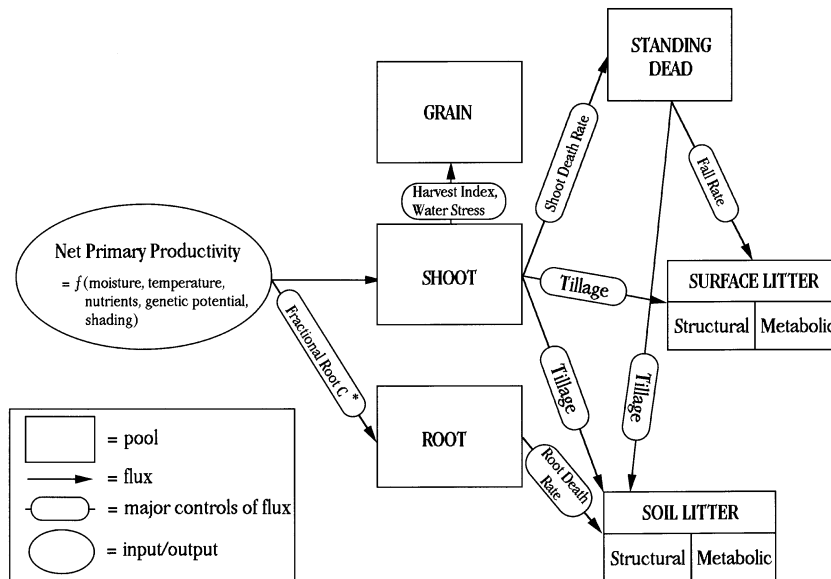 STANDING
DEAD
GRAIN
Shoot Death Rate
Fall Rate
Harvest Index,
Water Stress
Net Primary Productivity
= f (moisture, temperature,
nutrients, genetic potential,
shading)
SHOOT
Tillage
SURFACE LITTER
Structural
Metabolic
Fractional Root C *
Tillage
Tillage
ROOT
Root Death
Rate
SOIL LITTER
Structural
Metabolic
= pool
= flux
= major controls of flux
= input/output